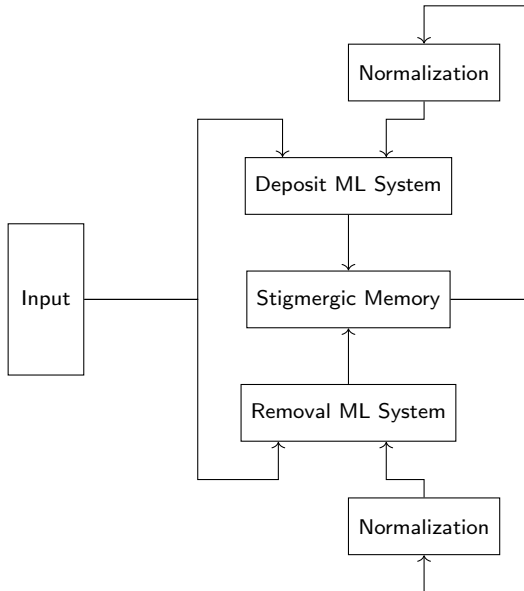 Normalization
Deposit ML System
Input
Stigmergic Memory
Removal ML System
Normalization